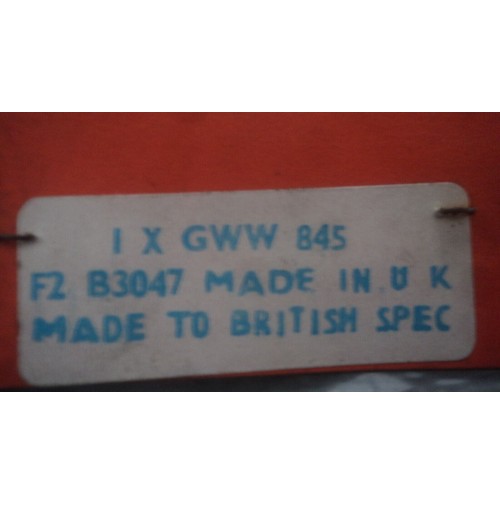 1 X GWW 845
F2 B3047 MADE IN U K
MADE TO BRITISH SPEC